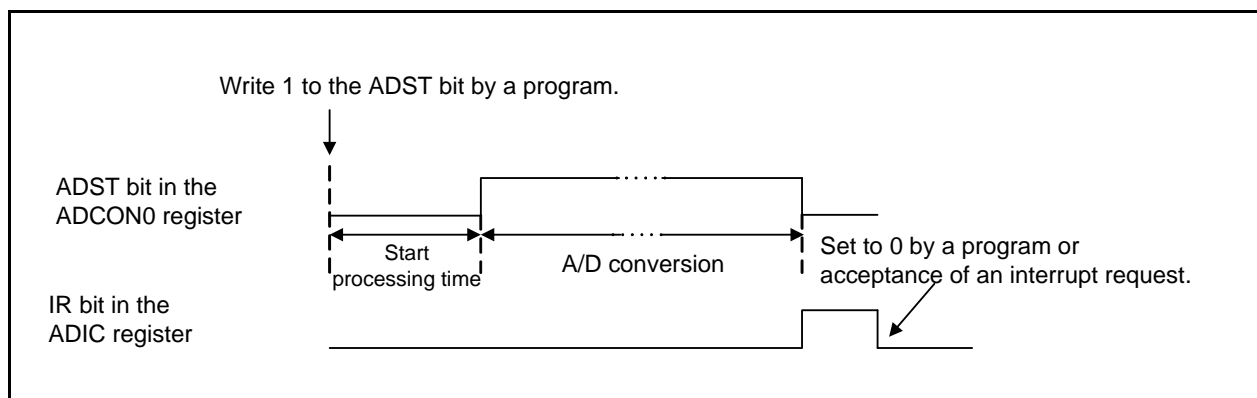 Write 1 to the ADST bit by a program.
ADST bit in the
ADCON0 register
Start
processing time
A/D conversion
Set to 0 by a program or
acceptance of an interrupt request.
IR bit in the
ADIC register